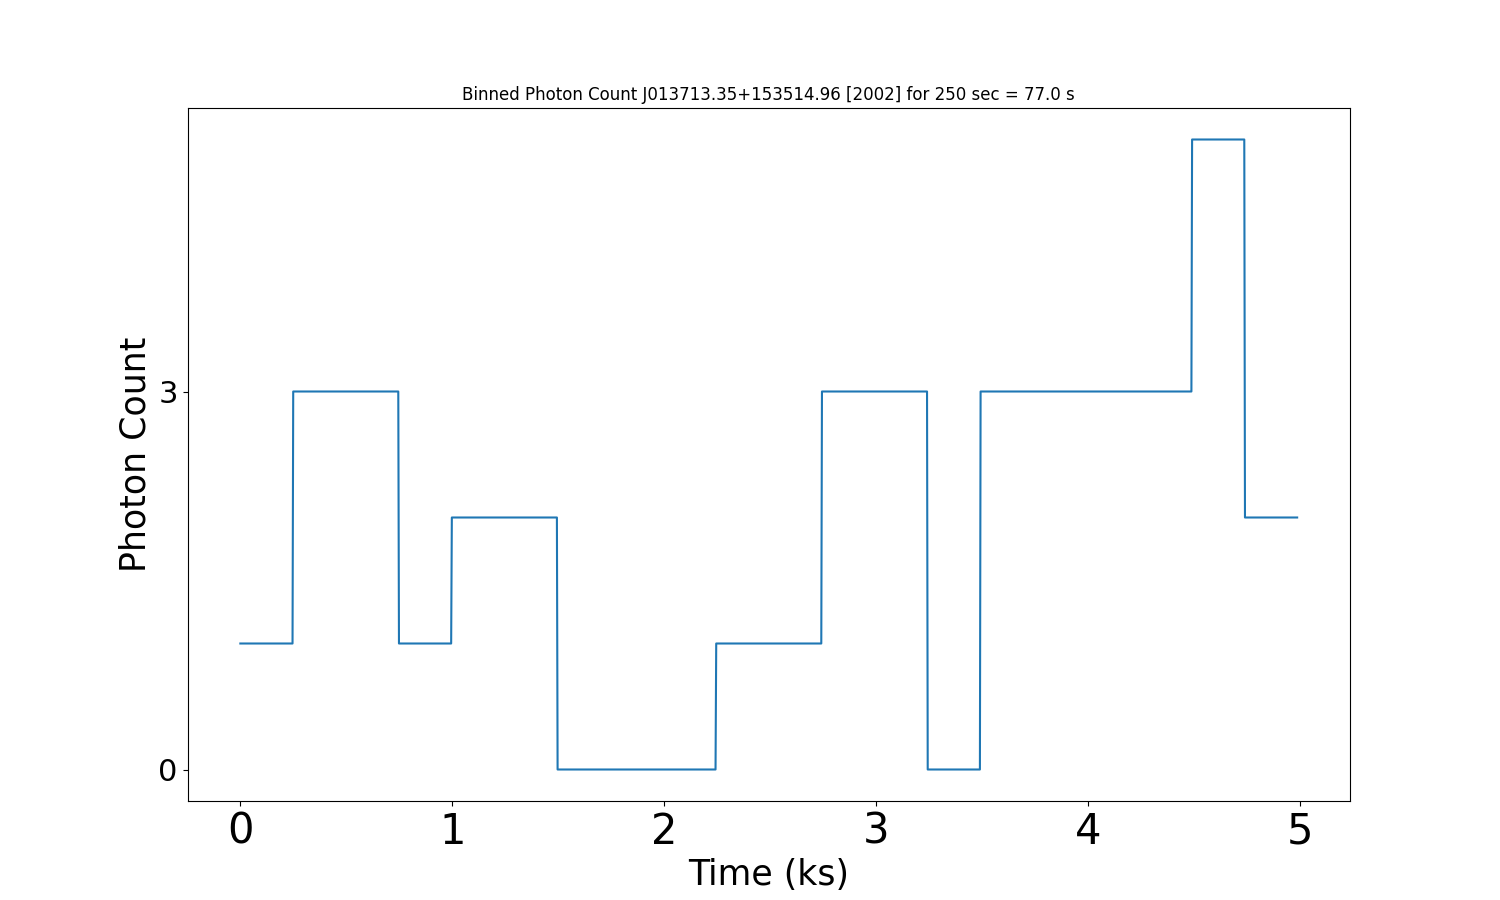 Binned Photon Count J013713.35+153514.96 [2002] for 250 sec = 77.0 s
Photon Count
3
0
0 1 2 3 4 5
Time (ks)